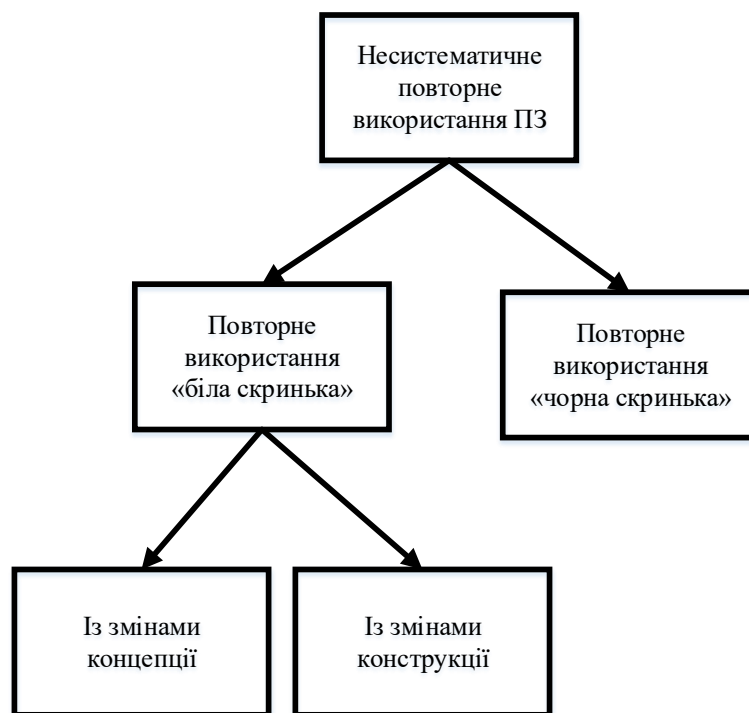 Несистематичне
повторне
використання ПЗ
Повторне
використання
«біла скринька»
Повторне
використання
«чорна скринька»
Із змінами
концепції
Із змінами
конструкції